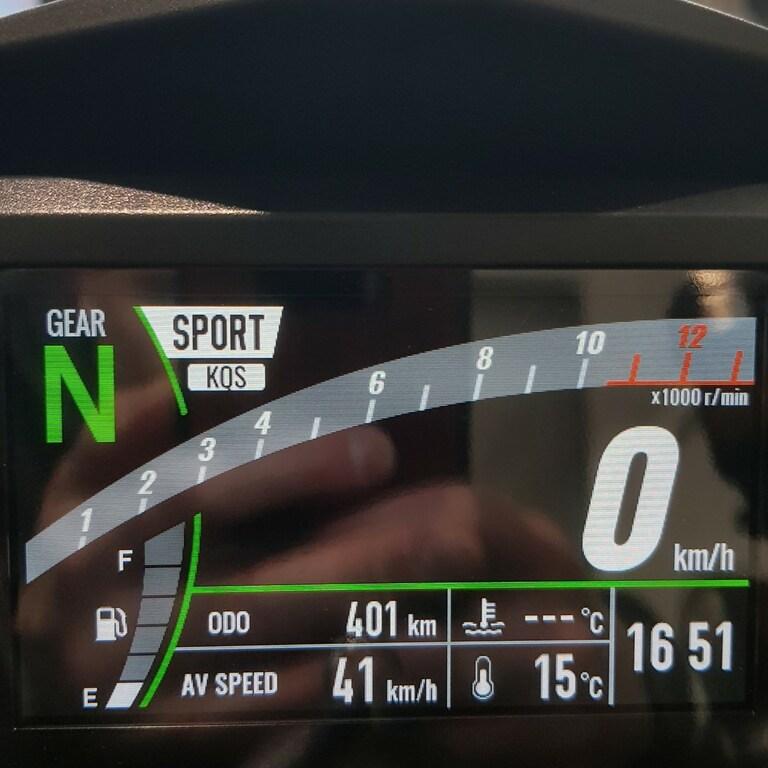 GEAR
N
SPORT
KQS
1 2 3 4 6 8 10 12
x1000 r/min
0 km/h
F
E
ODO 401 km
---°C
AV SPEED 41 km/h
15°C
16 51